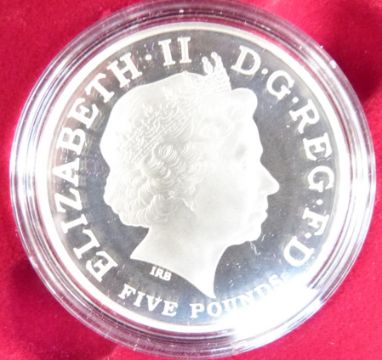 ELIZABETH · II D·G·REG·F·D
IRB
FIVE POUNDS